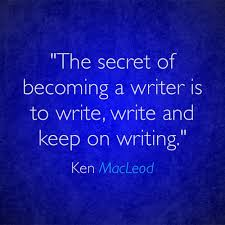 "The secret of
becoming a writer is
to write, write and
keep on writing."
Ken MacLeod